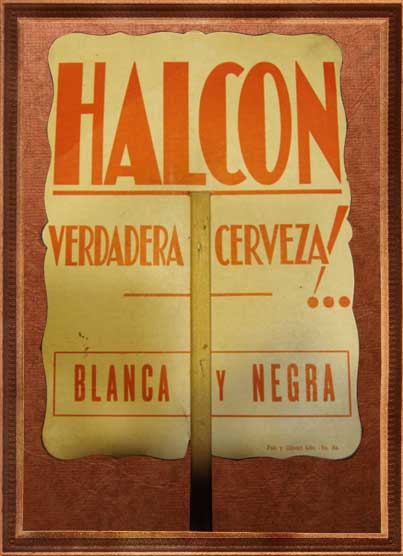 HALCON
VERDADERA CERVEZA!...
BLANCA Y NEGRA